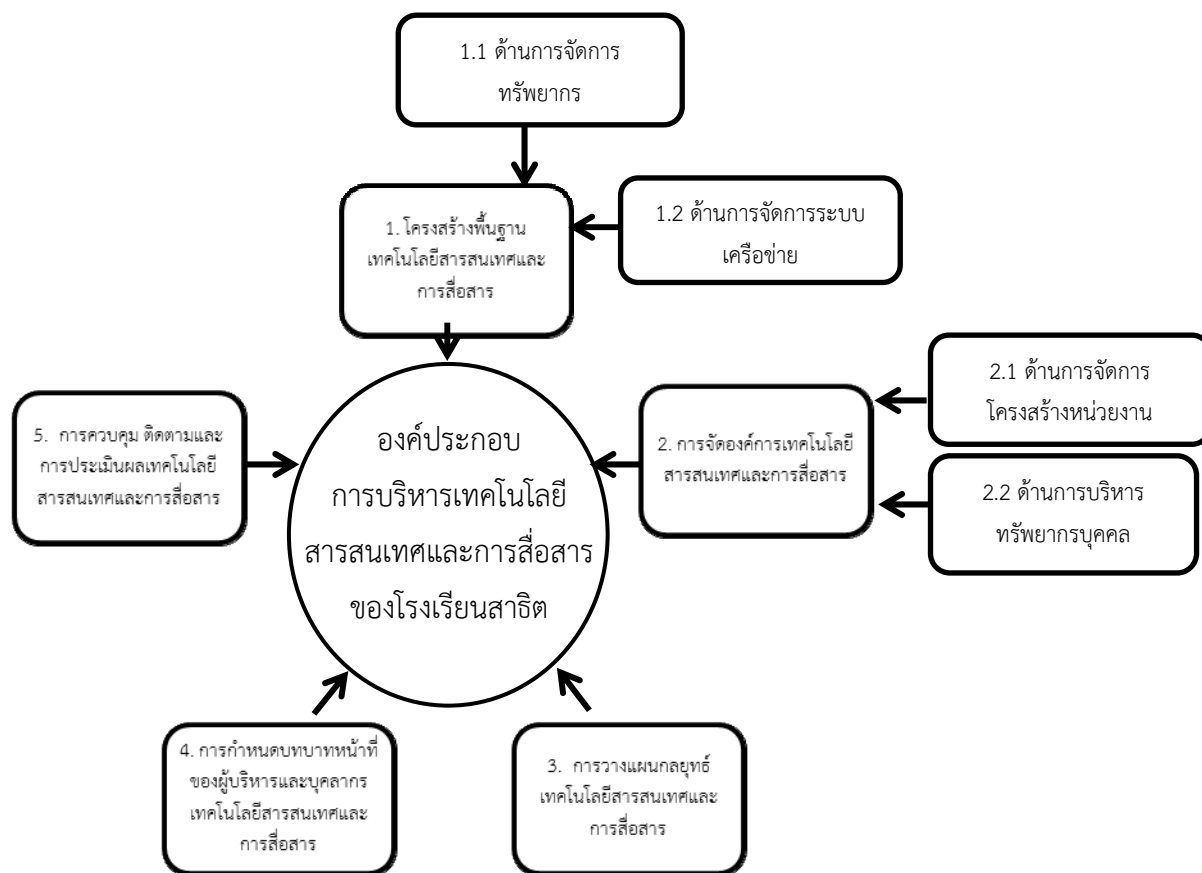 1.1 ด้านการจัดการ
ทรัพยากร
1.2 ด้านการจัดการระบบ
เครือข่าย
1. โครงสร้างพื้นฐาน
เทคโนโลยีสารสนเทศและ
การสื่อสาร
2.1 ด้านการจัดการ
โครงสร้างหน่วยงาน
2.2 ด้านการบริหาร
ทรัพยากรบุคคล
2. การจัดองค์การเทคโนโลยี
สารสนเทศและการสื่อสาร
5. การควบคุม ติดตามและ
การประเมินผลเทคโนโลยี
สารสนเทศและการสื่อสาร
องค์ประกอบ
การบริหารเทคโนโลยี
สารสนเทศและการสื่อสาร
ของโรงเรียนสาธิต
4. การกำหนดบทบาทหน้าที่
ของผู้บริหารและบุคลากร
เทคโนโลยีสารสนเทศและ
การสื่อสาร
3. การวางแผนกลยุทธ์
เทคโนโลยีสารสนเทศและ
การสื่อสาร